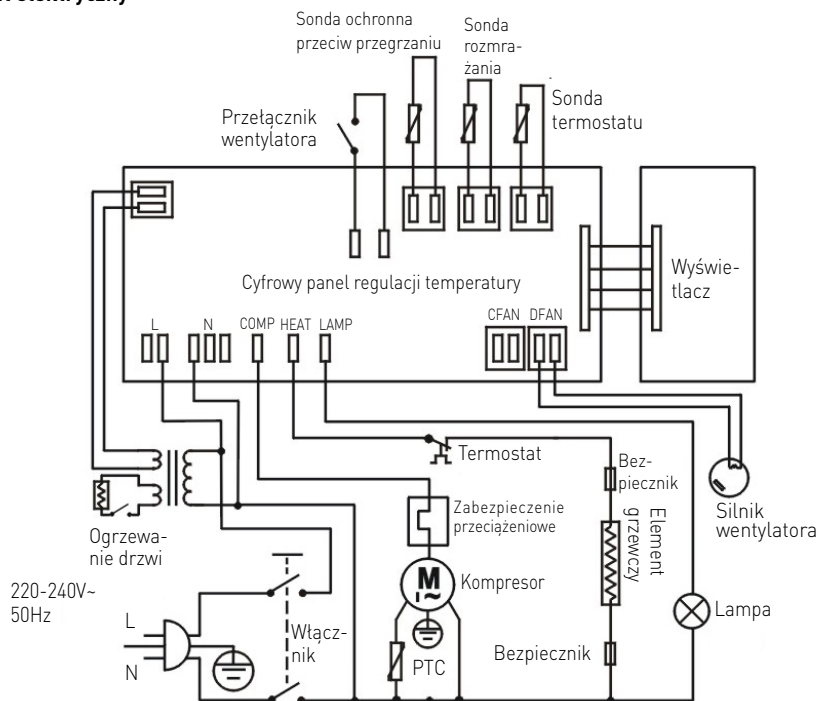 Sonda ochronna
przeciw przegrzaniu
Sonda
rozmra-
żania
Sonda
termostatu
Przełącznik
wentylatora
Cyfrowy panel regulacji temperatury
Wyświe-
tlacz
L
N
COMP
HEAT
LAMP
CFAN
DFAN
Termostat
Bez-
piecznik
Zabezpieczenie
przeciążeniowe
Element
grzewczy
Silnik
wentylatora
Ogrzewa-
nie drzwi
220-240V~
50Hz
L
N
Włącz-
nik
M
1~
Kompresor
PTC
Bezpiecznik
Lampa